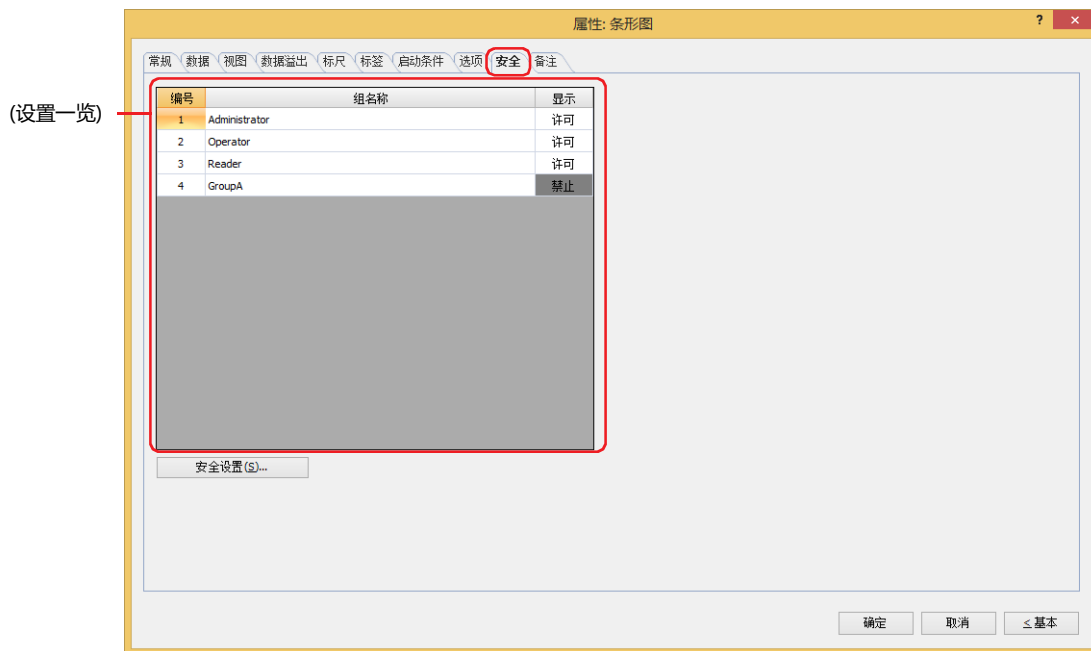 属性: 条形图
? ×
常规 数据 视图 数据溢出 标尺 标签 启动条件 选项 安全 备注
(设置一览)
编号 组名称 显示
1 Administrator 许可
2 Operator 许可
3 Reader 许可
4 GroupA 禁止
安全设置(S)...
确定 取消 ≤基本